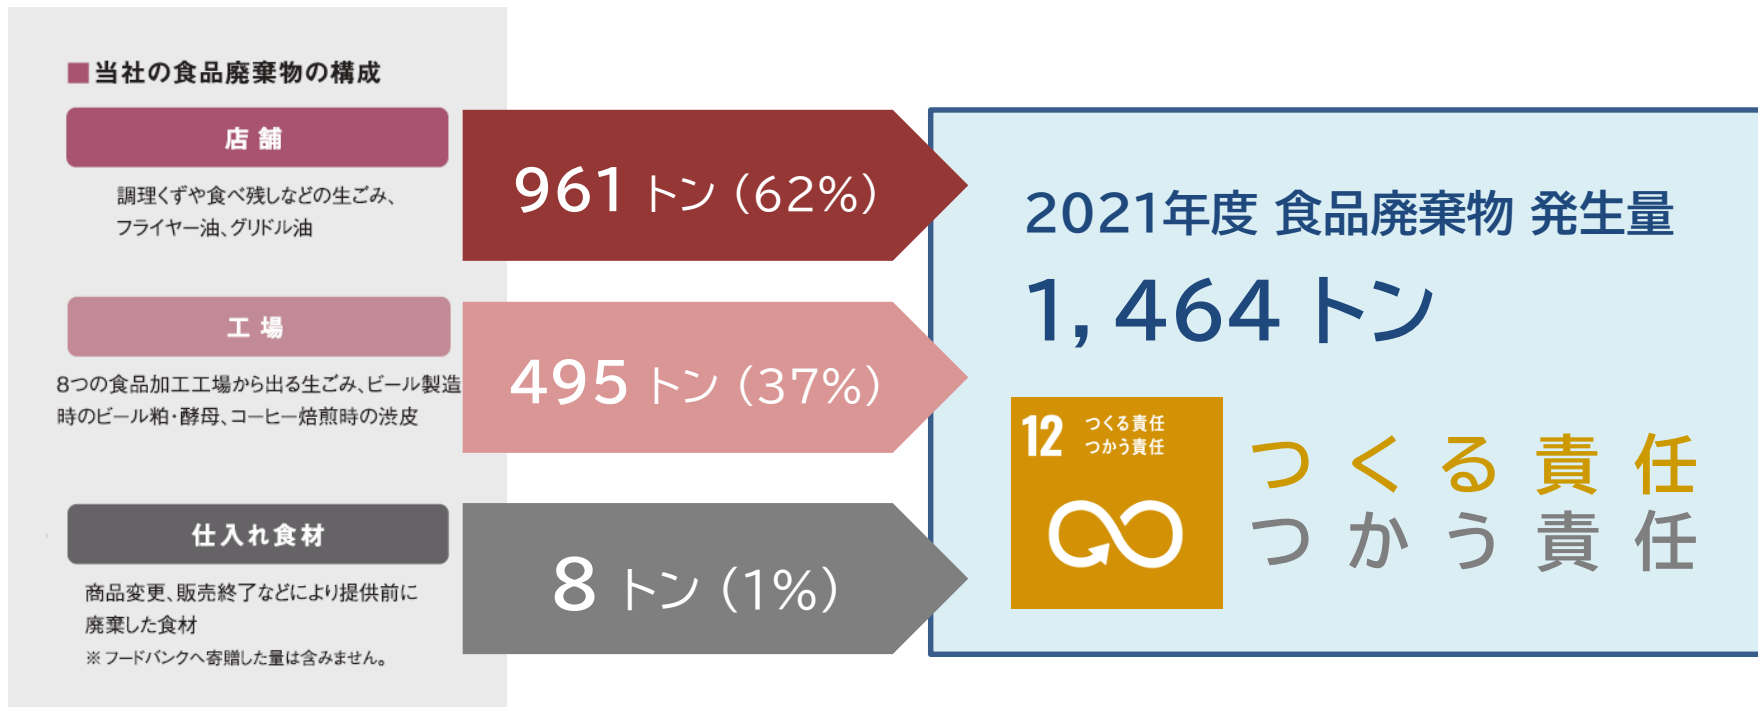 ■当社の食品廃棄物の構成
店舗
調理くずや食べ残しなどの生ごみ、
フライヤー油、グリドル油
961 トン（62%）
工場
8つの食品加工工場から出る生ごみ、ビール製造
時のビール粕・酵母、コーヒー焙煎時の渋皮
495 トン（37%）
仕入れ食材
商品変更、販売終了などにより提供前に
廃棄した食材
※フードバンクへ寄贈した量は含みません。
8 トン（1%）
2021年度 食品廃棄物 発生量
1,464 トン
12 つくる責任
つかう責任
つくる責任
つかう責任